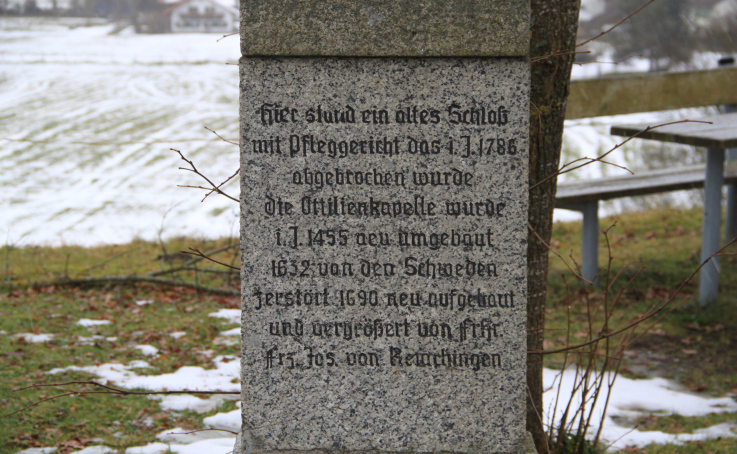 Hier stand ein altes Schloß
mit Pfleggericht das i. J. 1786
abgebrochen wurde
die Ottilienkapelle wurde
i. J. 1455 neu umgebaut
1632 von den Schweden
zerstört 1690 neu aufgebaut
und vergrößert von Frhr.
Frz. Jos. von Reurchingen